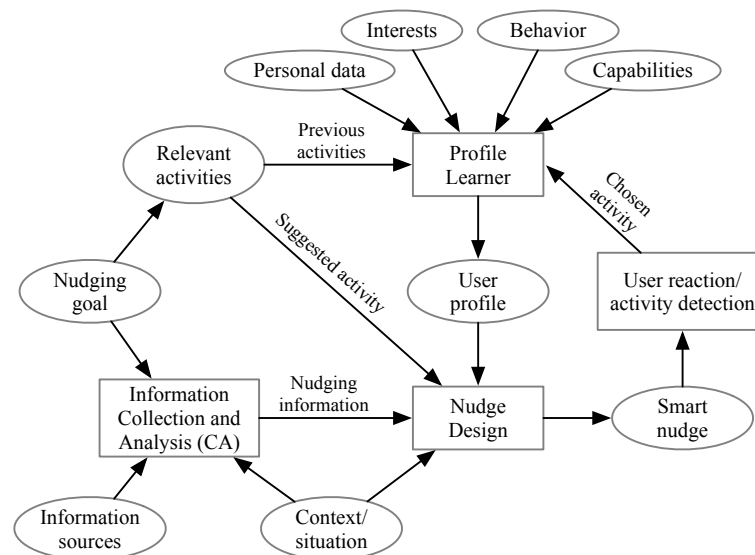 Interests
Behavior
Personal data
Capabilities
Previous
activities
Relevant
activities
Profile
Learner
Chosen
activity
Suggested activity
Nudging
goal
User
profile
User reaction/
activity detection
Information
Collection and
Analysis (CA)
Nudging
information
Nudge
Design
Smart
nudge
Information
sources
Context/
situation